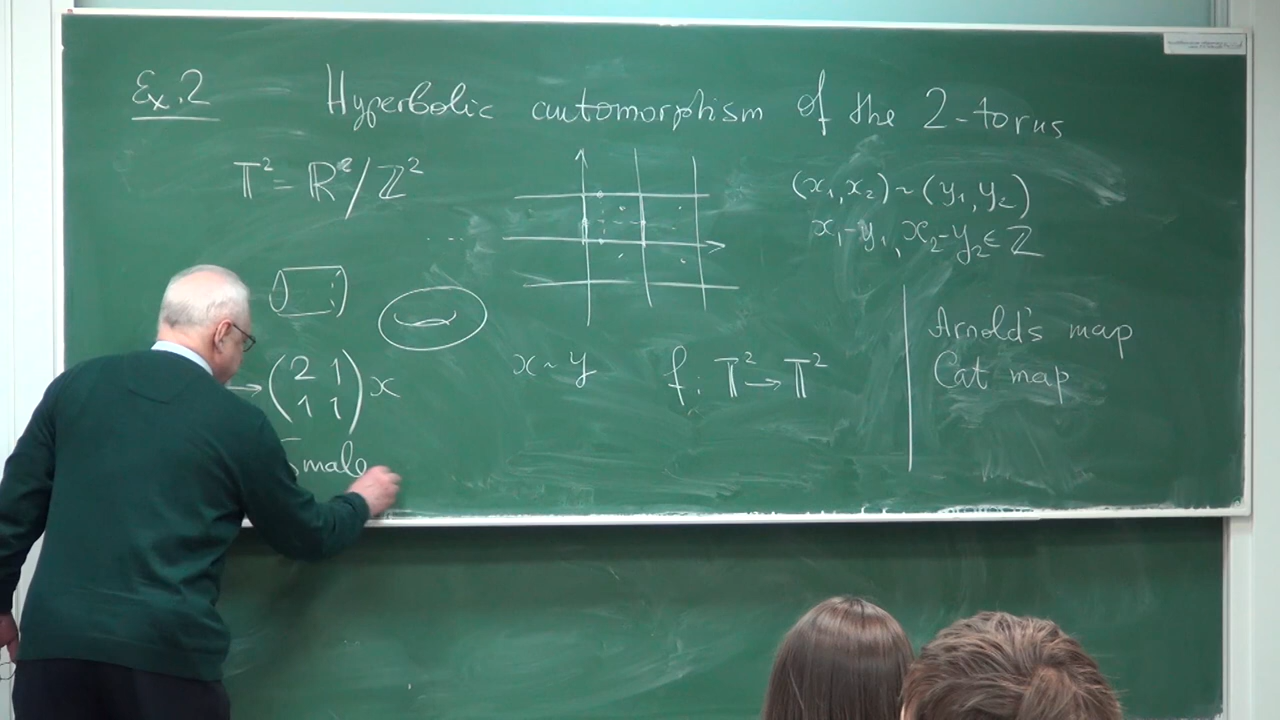 Ex. 2 Hyperbolic automorphism of the 2-torus
𝕋² = ℝ²/ℤ²
(x₁, x₂) ~ (y₁, y₂)
x₁-y₁, x₂-y₂ ∈ ℤ
x ~ y f: 𝕋² → 𝕋²
→ (2 1
1 1) x
Smale
Arnold's map
Cat map